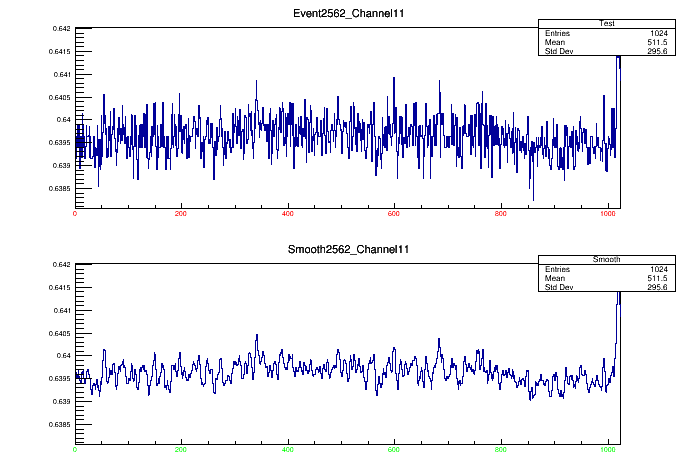 Event2562_Channel11
Test
Entries 1024
Mean 511.5
Std Dev 295.6
0.642
0.6415
0.641
0.6405
0.64
0.6395
0.639
0.6385
0 200 400 600 800 1000
Smooth2562_Channel11
Smooth
Entries 1024
Mean 511.5
Std Dev 295.6
0.642
0.6415
0.641
0.6405
0.64
0.6395
0.639
0.6385
0 200 400 600 800 1000